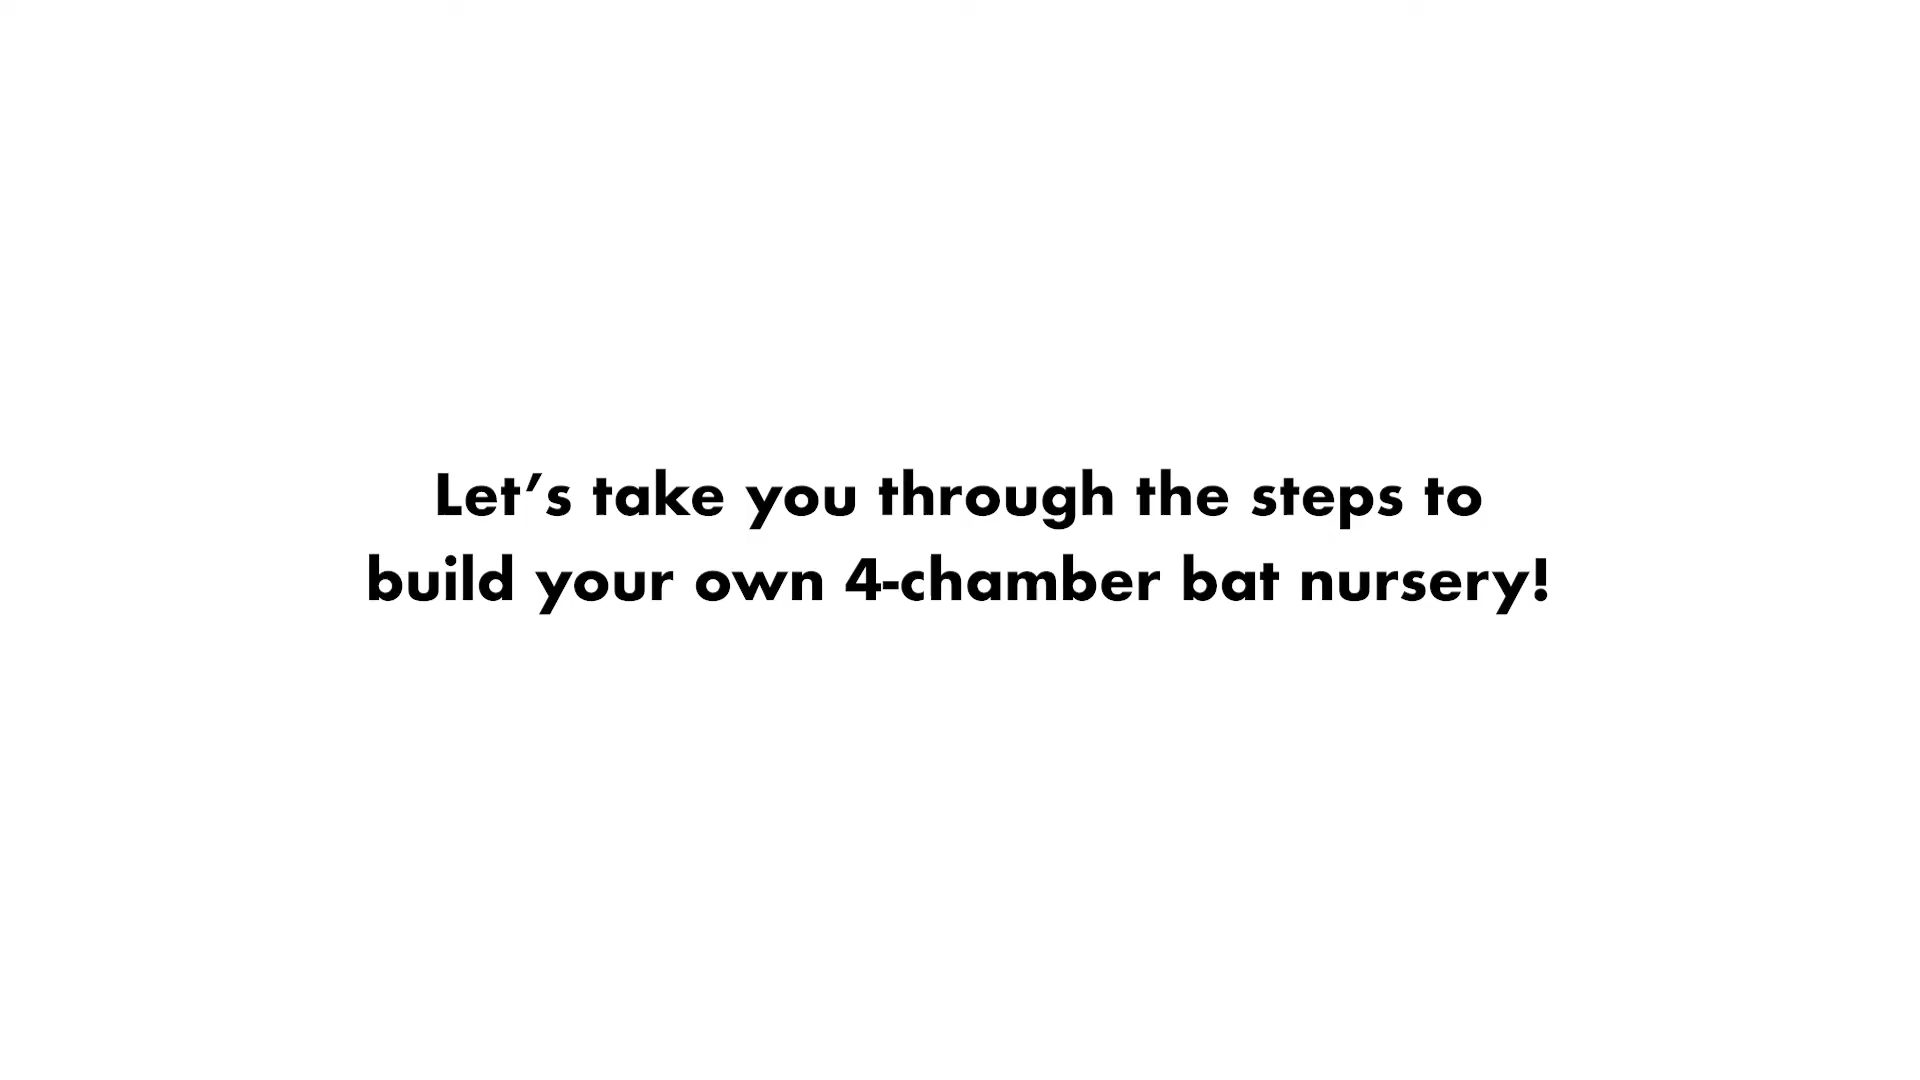 Let’s take you through the steps to
build your own 4-chamber bat nursery!